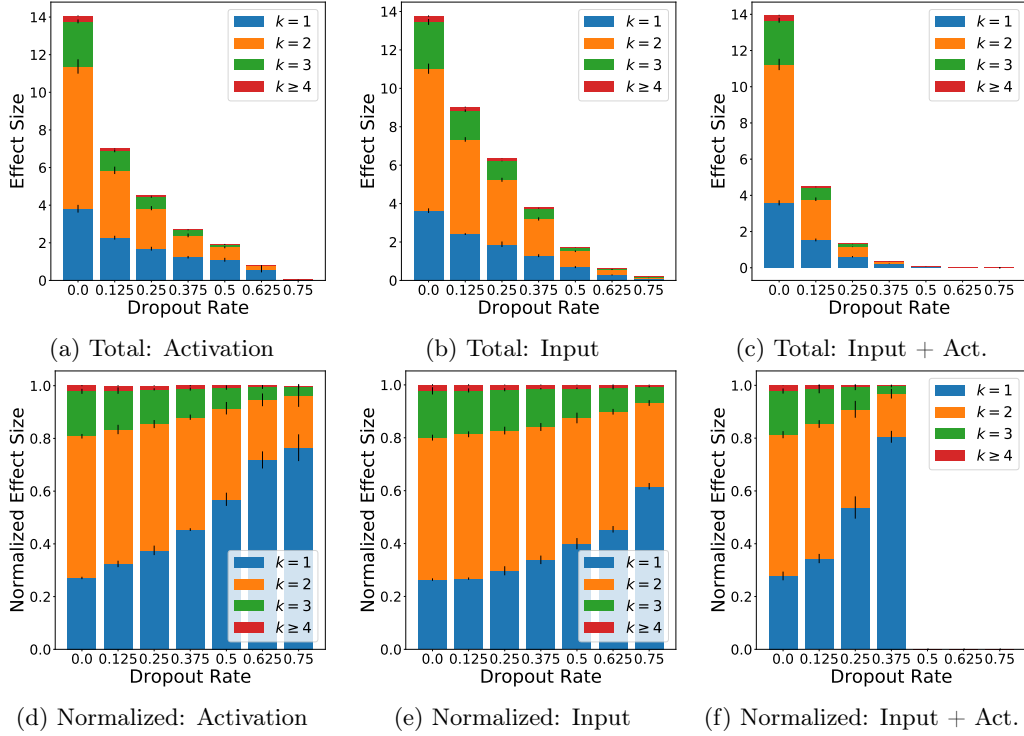 14
12
10
8
6
4
2
0
Effect Size
k = 1
k = 2
k = 3
k ≥ 4
0.0 0.125 0.25 0.375 0.5 0.625 0.75
Dropout Rate
(a) Total: Activation
14
12
10
8
6
4
2
0
Effect Size
k = 1
k = 2
k = 3
k ≥ 4
0.0 0.125 0.25 0.375 0.5 0.625 0.75
Dropout Rate
(b) Total: Input
14
12
10
8
6
4
2
0
Effect Size
k = 1
k = 2
k = 3
k ≥ 4
0.0 0.125 0.25 0.375 0.5 0.625 0.75
Dropout Rate
(c) Total: Input + Act.
1.0
0.8
0.6
0.4
0.2
0.0
Normalized Effect Size
k = 1
k = 2
k = 3
k ≥ 4
0.0 0.125 0.25 0.375 0.5 0.625 0.75
Dropout Rate
(d) Normalized: Activation
1.0
0.8
0.6
0.4
0.2
0.0
Normalized Effect Size
k = 1
k = 2
k = 3
k ≥ 4
0.0 0.125 0.25 0.375 0.5 0.625 0.75
Dropout Rate
(e) Normalized: Input
1.0
0.8
0.6
0.4
0.2
0.0
Normalized Effect Size
k = 1
k = 2
k = 3
k ≥ 4
0.0 0.125 0.25 0.375 0.5 0.625 0.75
Dropout Rate
(f) Normalized: Input + Act.